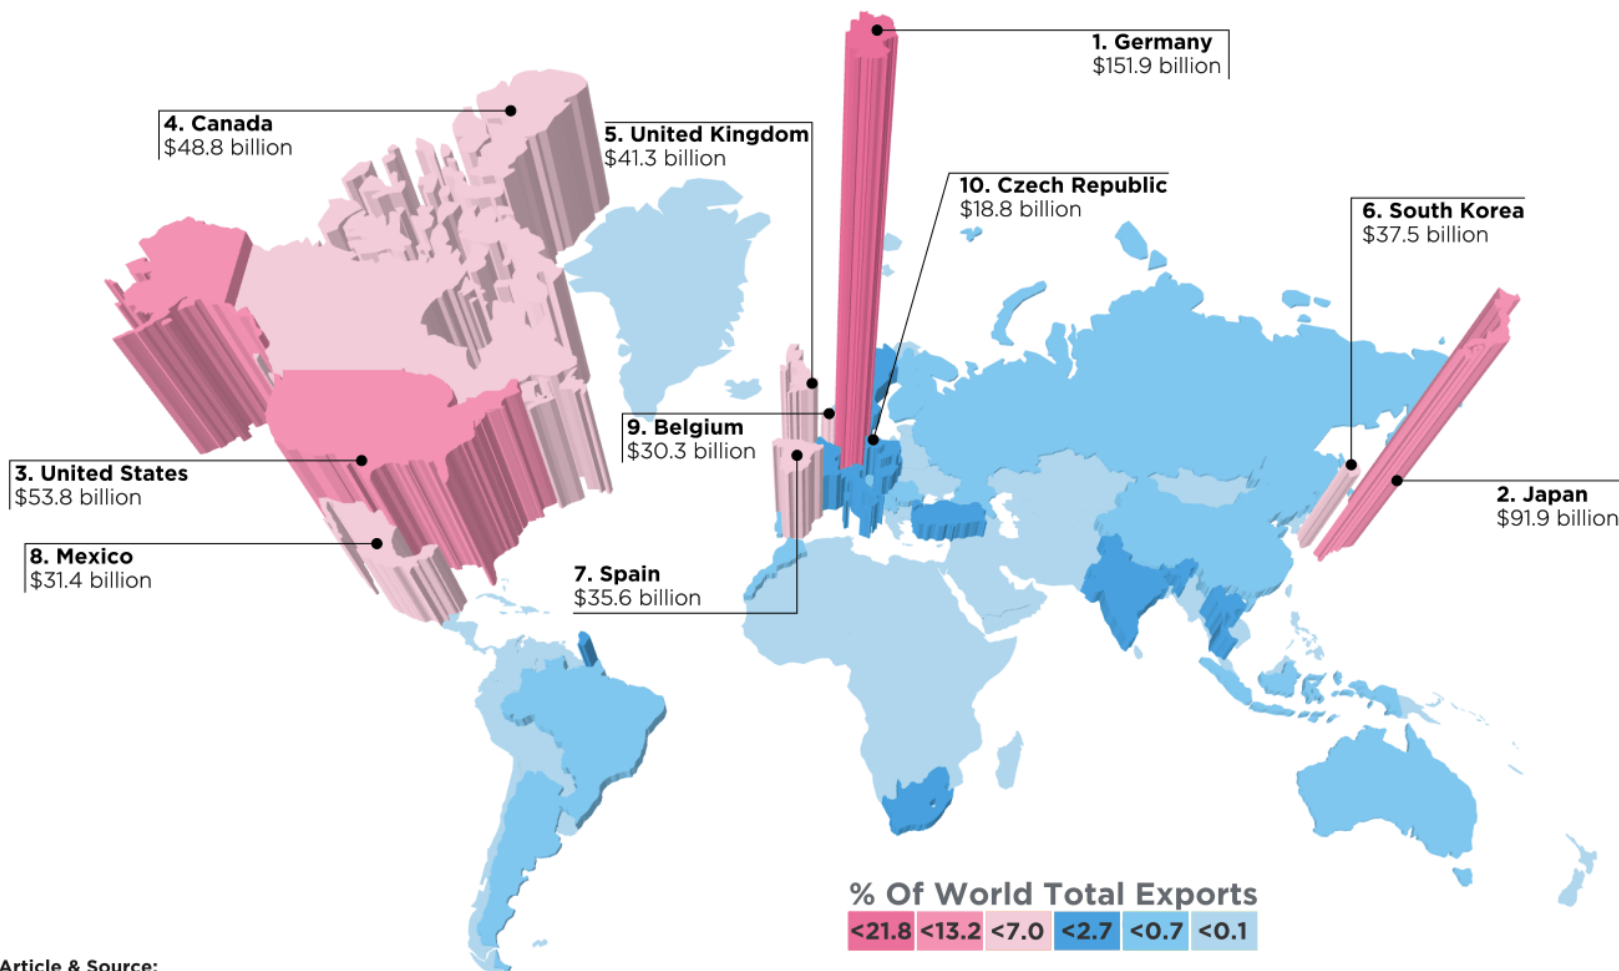 1. Germany
$151.9 billion
4. Canada
$48.8 billion
5. United Kingdom
$41.3 billion
10. Czech Republic
$18.8 billion
6. South Korea
$37.5 billion
9. Belgium
$30.3 billion
3. United States
$53.8 billion
2. Japan
$91.9 billion
8. Mexico
$31.4 billion
7. Spain
$35.6 billion
% Of World Total Exports
<21.8 <13.2 <7.0 <2.7 <0.7 <0.1
Article & Source: